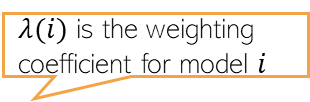 λ(i) is the weighting
coefficient for model i